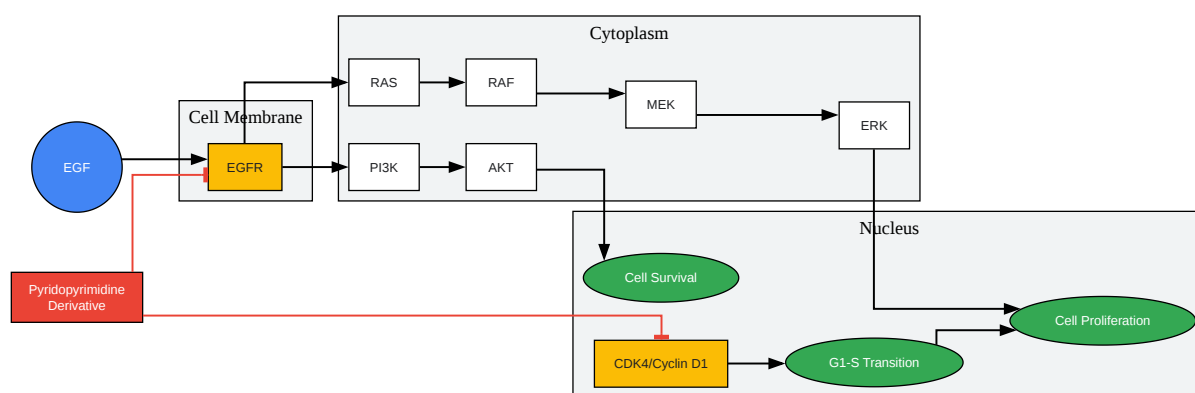 Cytoplasm
RAS
RAF
MEK
ERK
Cell Membrane
EGF
EGFR
PI3K
AKT
Nucleus
Cell Survival
Pyridopyrimidine
Derivative
Cell Proliferation
CDK4/Cyclin D1
G1-S Transition